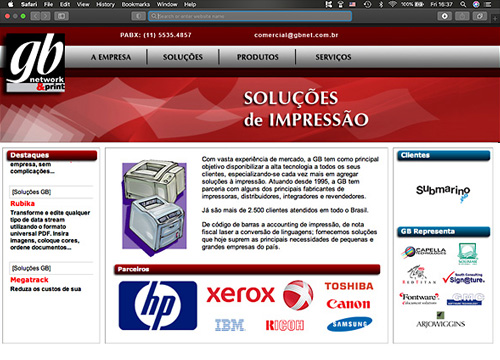 Safari File Edit View History Bookmarks Window Help
Fri 16:37
Search or enter website name
gb
network
&print
PABX: (11) 5535.4857
comercial@gbnet.com.br
A EMPRESA
SOLUÇÕES
PRODUTOS
SERVIÇOS
SOLUÇÕES
de IMPRESSÃO
Destaques
empresa, sem
complicações...
[Soluções GB]
Rubika
Transforme e edite qualquer
tipo de data stream
utilizando o formato
universal PDF. Insira
imagens, coloque cores,
ordene documentos...
[Soluções GB]
Megatrack
Reduza os custos de sua
Com vasta experiência de mercado, a GB tem como principal
objetivo disponibilizar a alta tecnologia a todos os seus
clientes, especializando-se cada vez mais em agregar
soluções à impressão. Atuando desde 1995, a GB tem
parceria com alguns dos principais fabricantes de
impressoras, distribuidores, integradores e revendedores.
Já são mais de 2.500 clientes atendidos em todo o Brasil.
Do código de barras a accounting de impressão, de nota
fiscal laser a conversão de linguagens; fornecemos soluções
que hoje suprem as principais necessidades de pequenas e
grandes empresas do país.
Parceiros
hp
xerox
TOSHIBA
Canon
IBM
RICOH
SAMSUNG
Clientes
Submarino
GB Representa
CAPELLA
TECHNOLOGIES
South Consulting
Sign@ture.
Fontware
GMC
ARJOWIGGINS